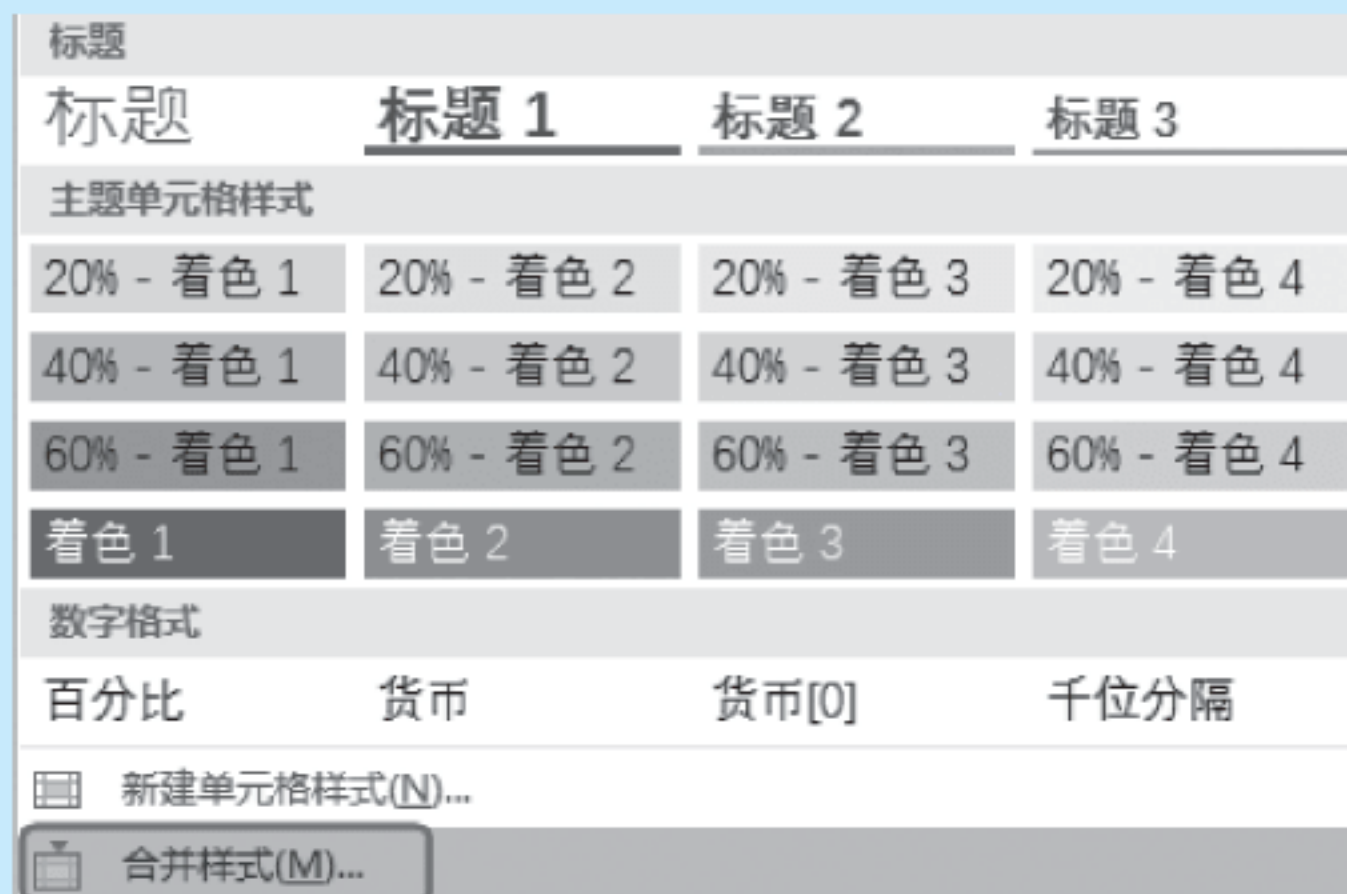 标题
标题 标题 1 标题 2 标题 3
主题单元格样式
20% - 着色 1 20% - 着色 2 20% - 着色 3 20% - 着色 4
40% - 着色 1 40% - 着色 2 40% - 着色 3 40% - 着色 4
60% - 着色 1 60% - 着色 2 60% - 着色 3 60% - 着色 4
着色 1 着色 2 着色 3 着色 4
数字格式
百分比 货币 货币[0] 千位分隔
新建单元格样式(N)...
合并样式(M)...